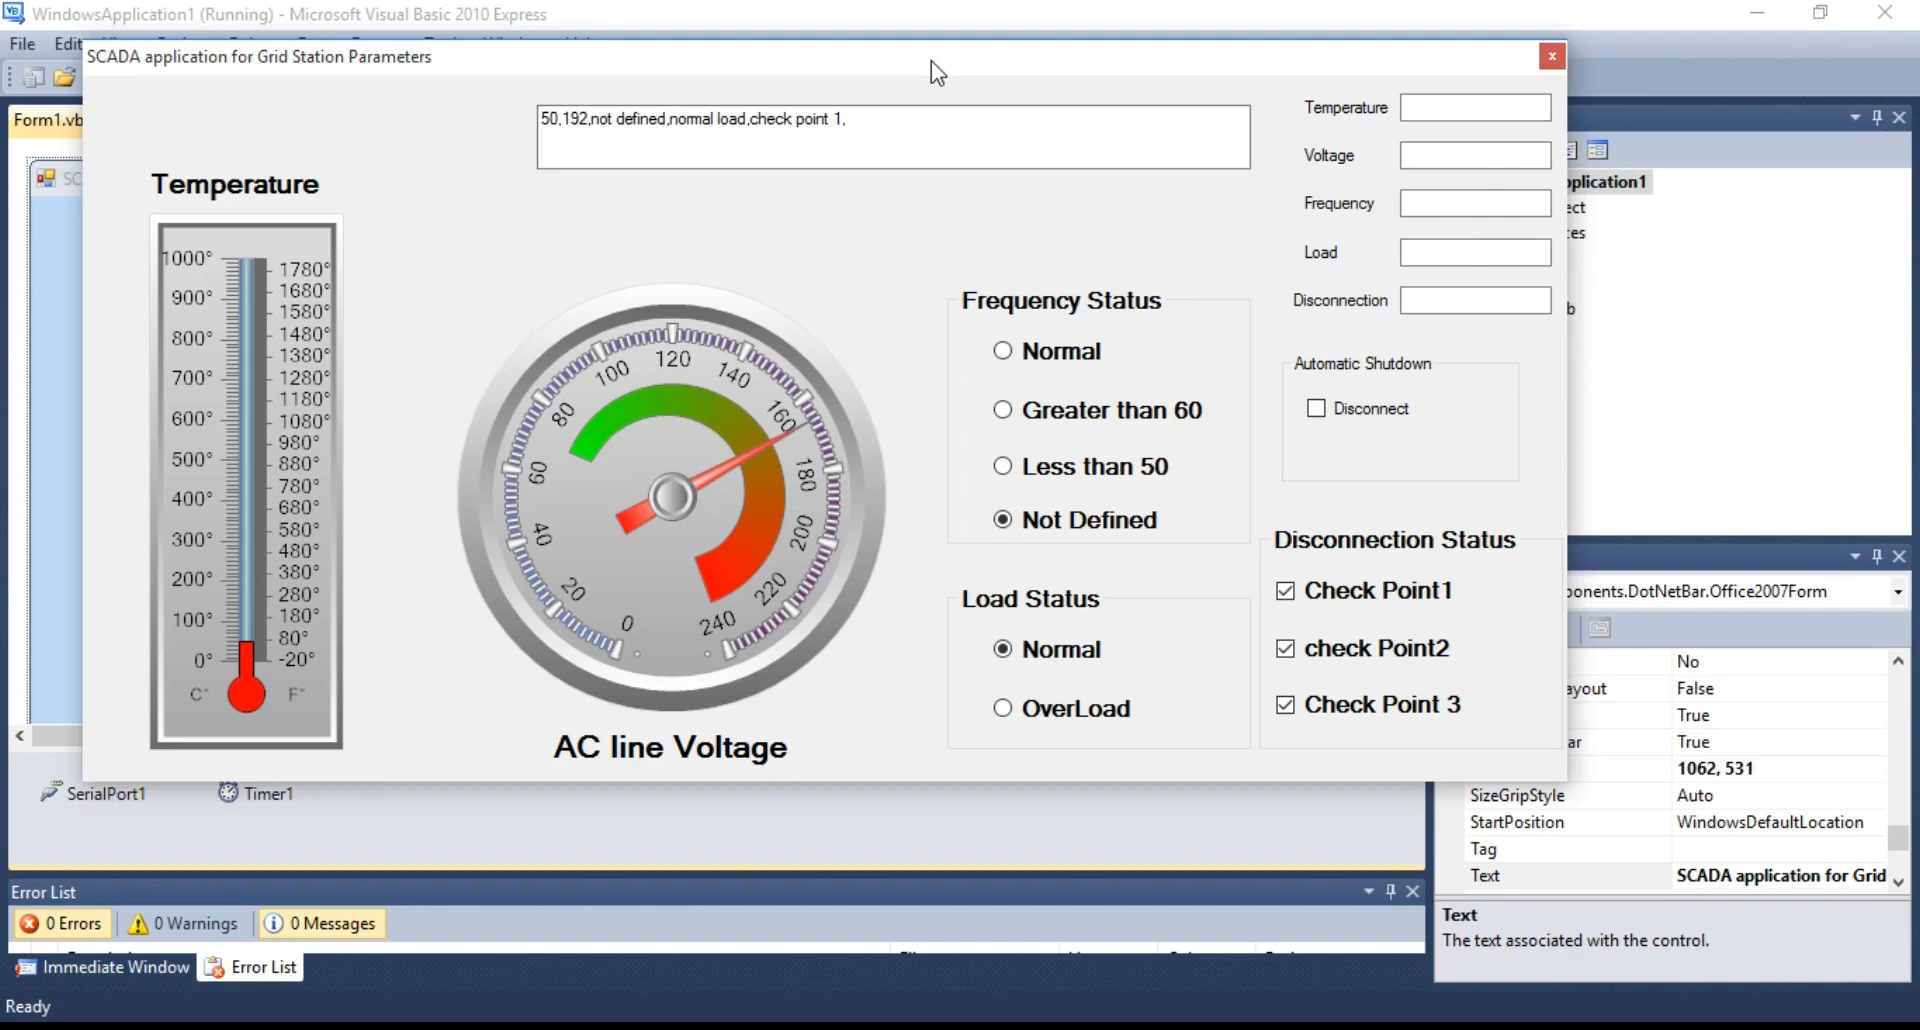 WindowsApplication1 (Running) - Microsoft Visual Basic 2010 Express
File Edit
SCADA application for Grid Station Parameters
x
Form1.vb
SC
50,192,not defined,normal load,check point 1,
Temperature
Voltage
Frequency
Load
Disconnection
Temperature
1000°
900°
800°
700°
600°
500°
400°
300°
200°
100°
0°
C°
1780°
1680°
1580°
1480°
1380°
1280°
1180°
1080°
980°
880°
780°
680°
580°
480°
380°
280°
180°
80°
-20°
F°
0
20
40
60
80
100
120
140
160
180
200
220
240
AC line Voltage
Frequency Status
Normal
Greater than 60
Less than 50
Not Defined
Load Status
Normal
OverLoad
Automatic Shutdown
Disconnect
Disconnection Status
Check Point1
check Point2
Check Point 3
pplication1
ect
ces
b
ponents.DotNetBar.Office2007Form
No
ayout False
True
ar True
1062, 531
SizeGripStyle Auto
StartPosition WindowsDefaultLocation
Tag
Text SCADA application for Grid
Text
The text associated with the control.
SerialPort1 Timer1
Error List
0 Errors 0 Warnings 0 Messages
Immediate Window Error List
Ready